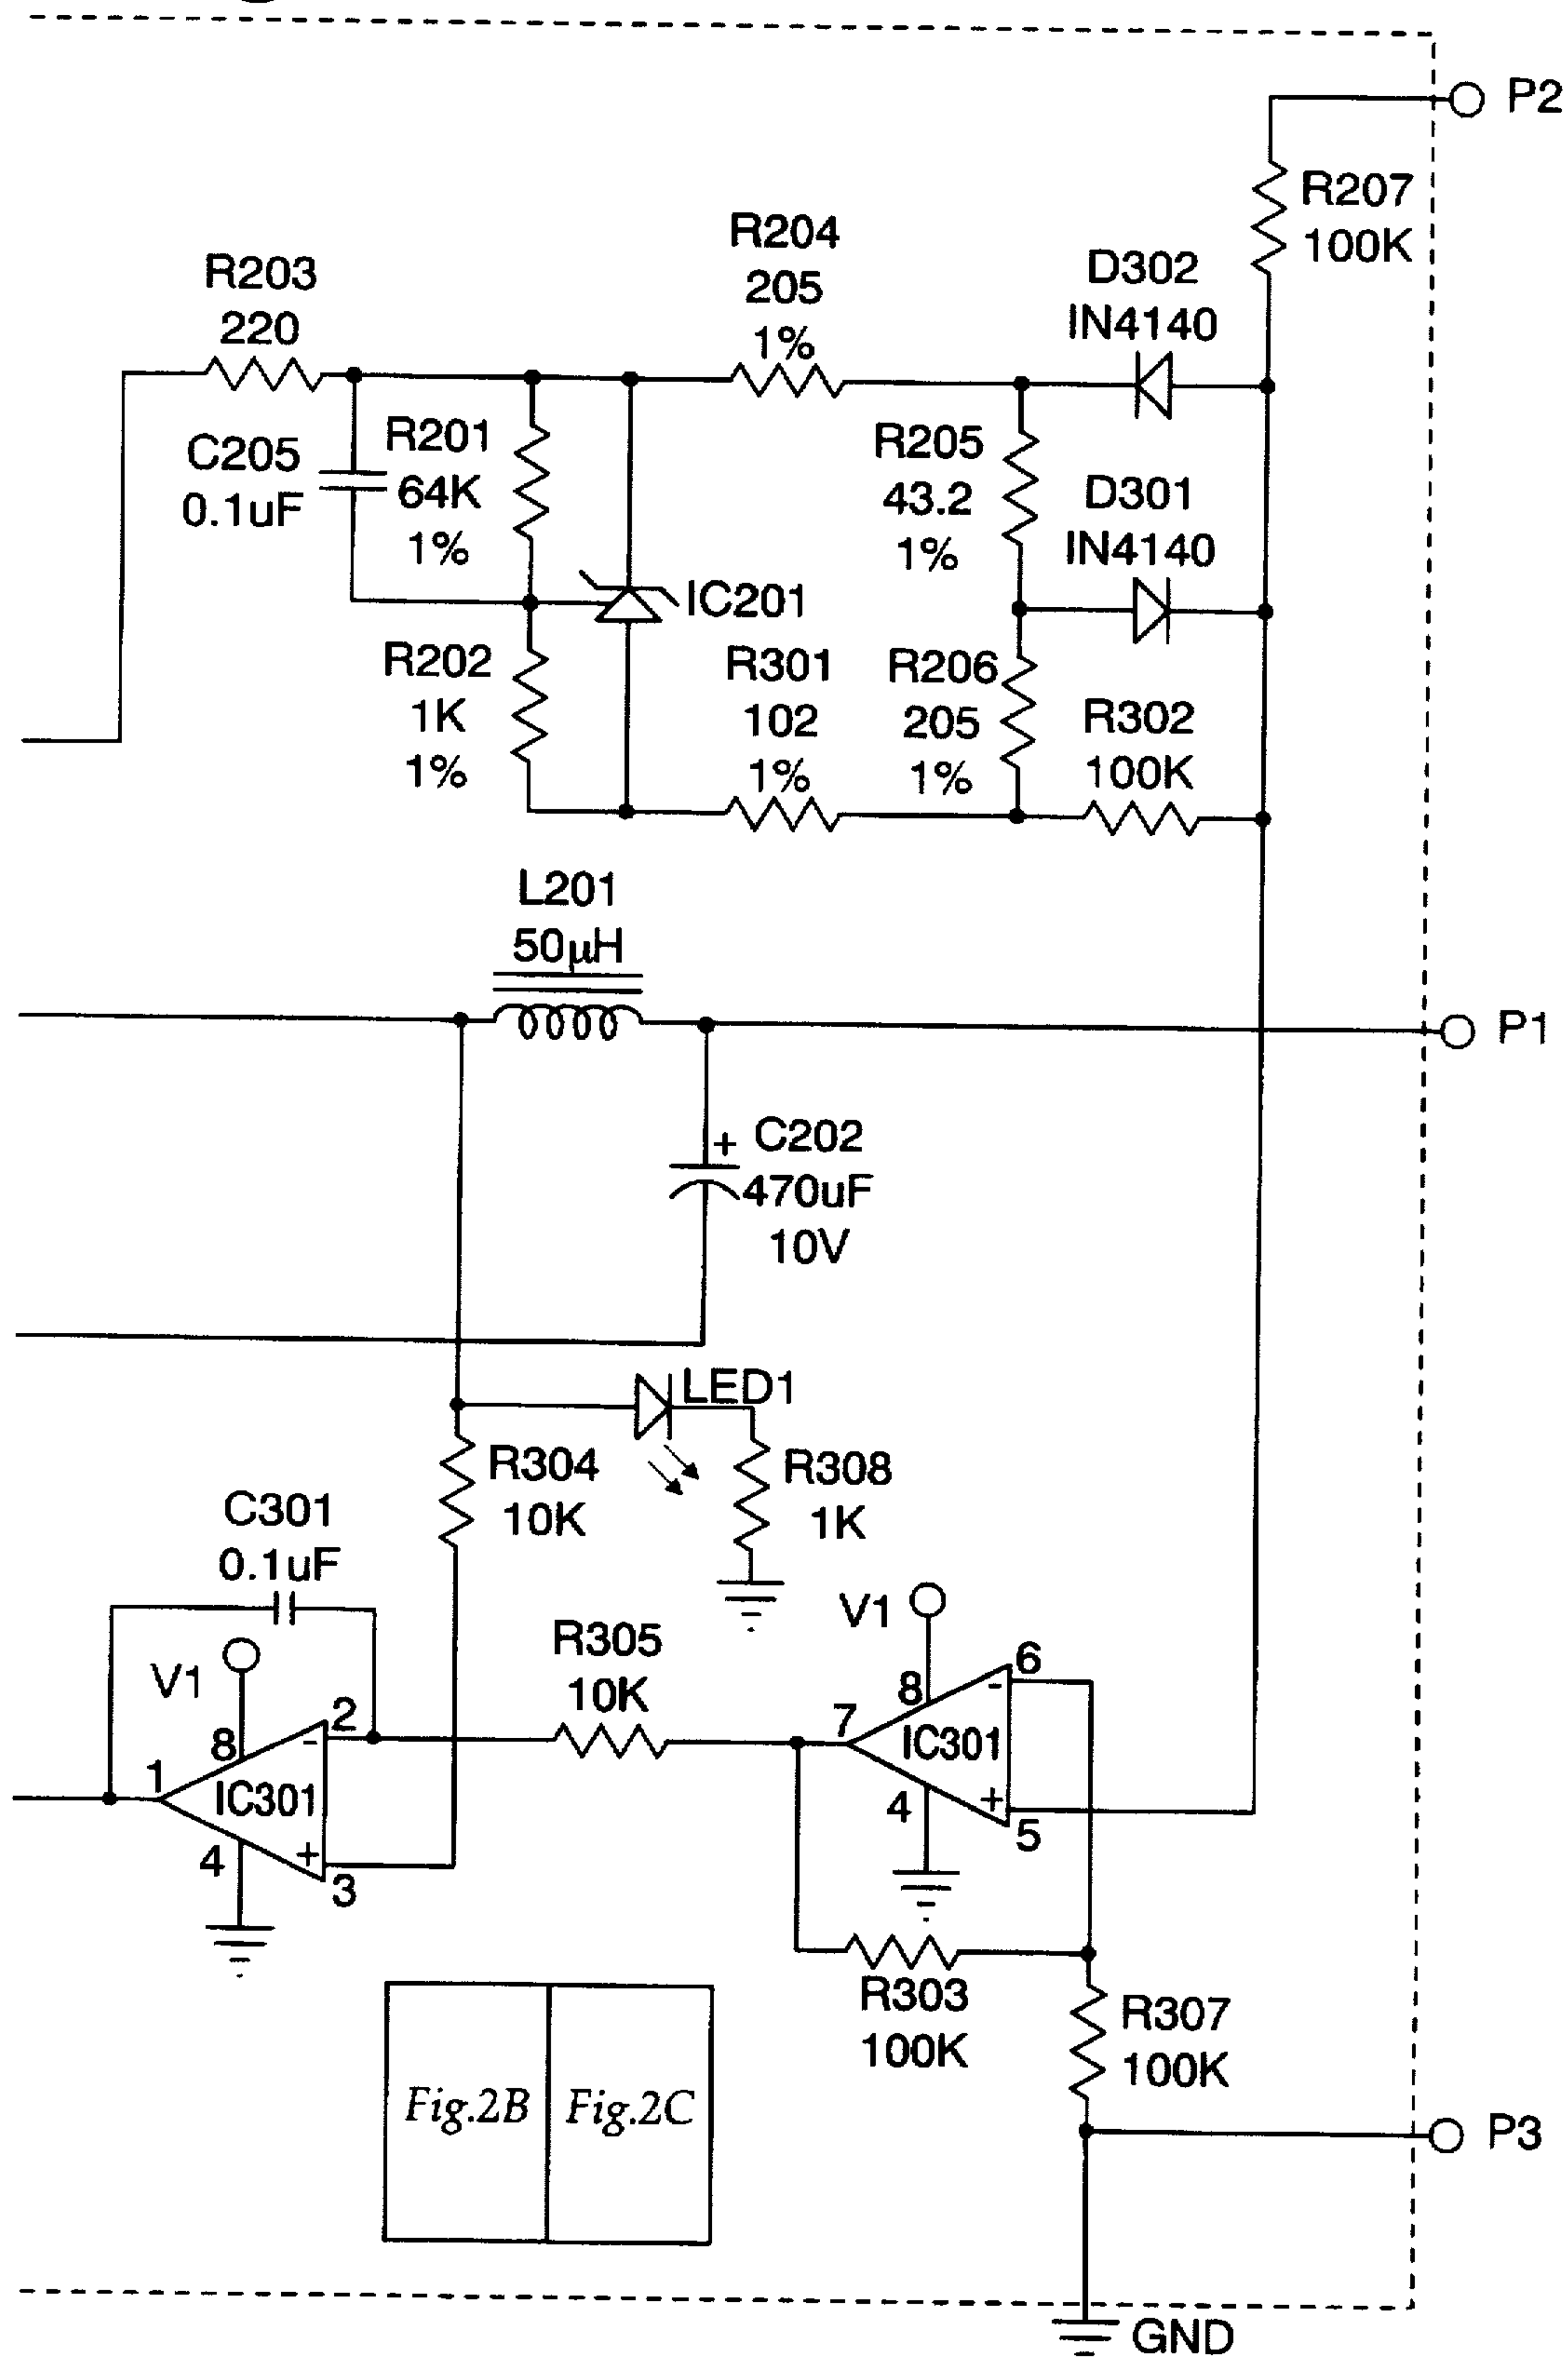 P2
R207
100K
R204
205
1%
D302
IN4140
R203
220
C205
0.1uF
R201
64K
1%
R205
43.2
1%
D301
IN4140
IC201
R202
1K
1%
R301
102
1%
R206
205
1%
R302
100K
L201
50µH
P1
+
C202
470uF
10V
LED1
R304
10K
R308
1K
C301
0.1uF
V1
8
2
-
1
IC301
4
+
3
R305
10K
V1
8
6
-
7
IC301
4
+
5
R303
100K
R307
100K
Fig.2B
Fig.2C
P3
GND